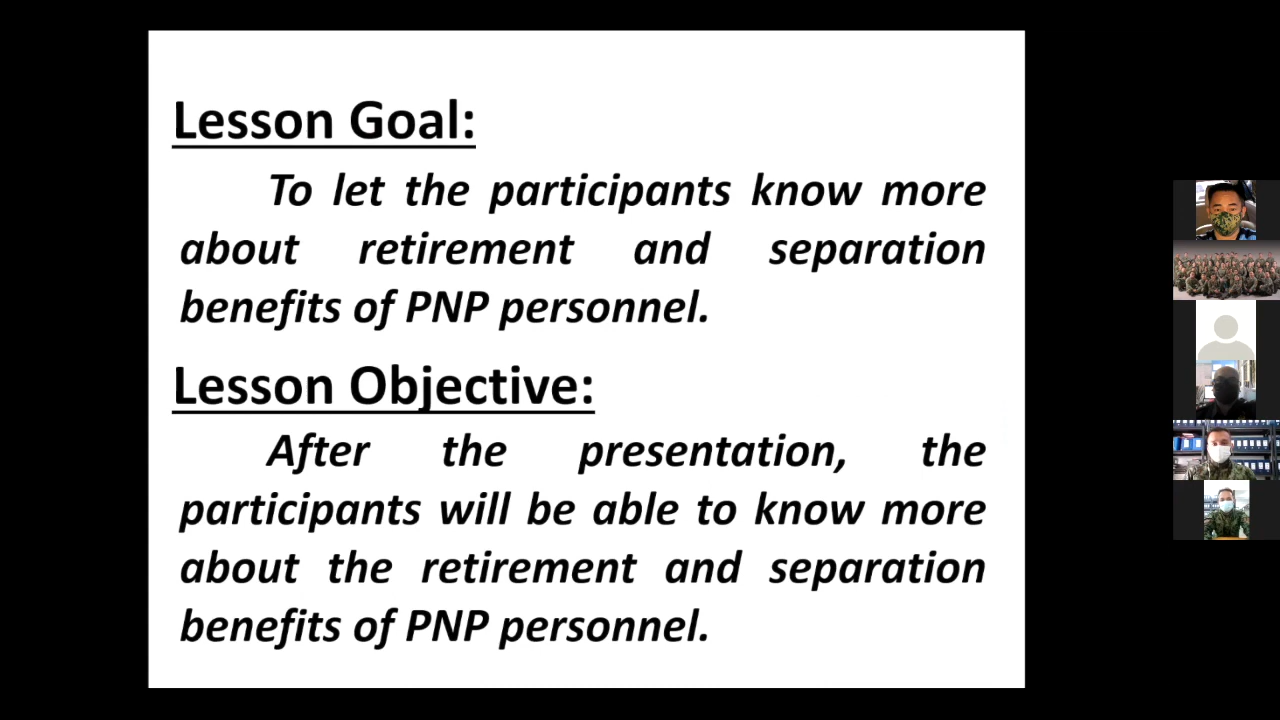 Lesson Goal:
To let the participants know more
about retirement and separation
benefits of PNP personnel.
Lesson Objective:
After the presentation, the
participants will be able to know more
about the retirement and separation
benefits of PNP personnel.